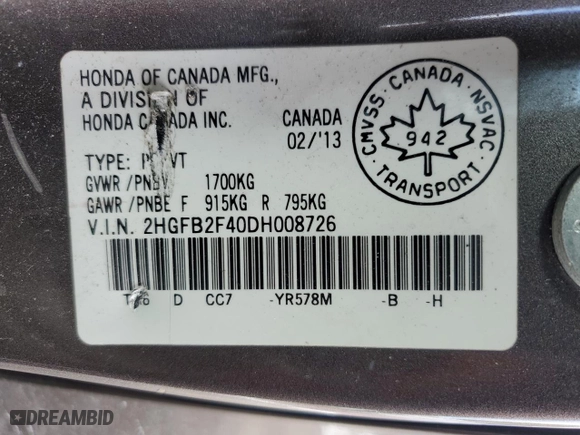 HONDA OF CANADA MFG.,
A DIVISION OF
HONDA CANADA INC. CANADA
02/'13
TYPE:
GVWR /PNBV 1700KG
GAWR /PNBE F 915KG R 795KG
V.I.N. 2HGFB2F40DH008726
D CC7 -YR578M -B -H
CMVSS · CANADA · NSVAC
942
TRANSPORT
DREAMBID